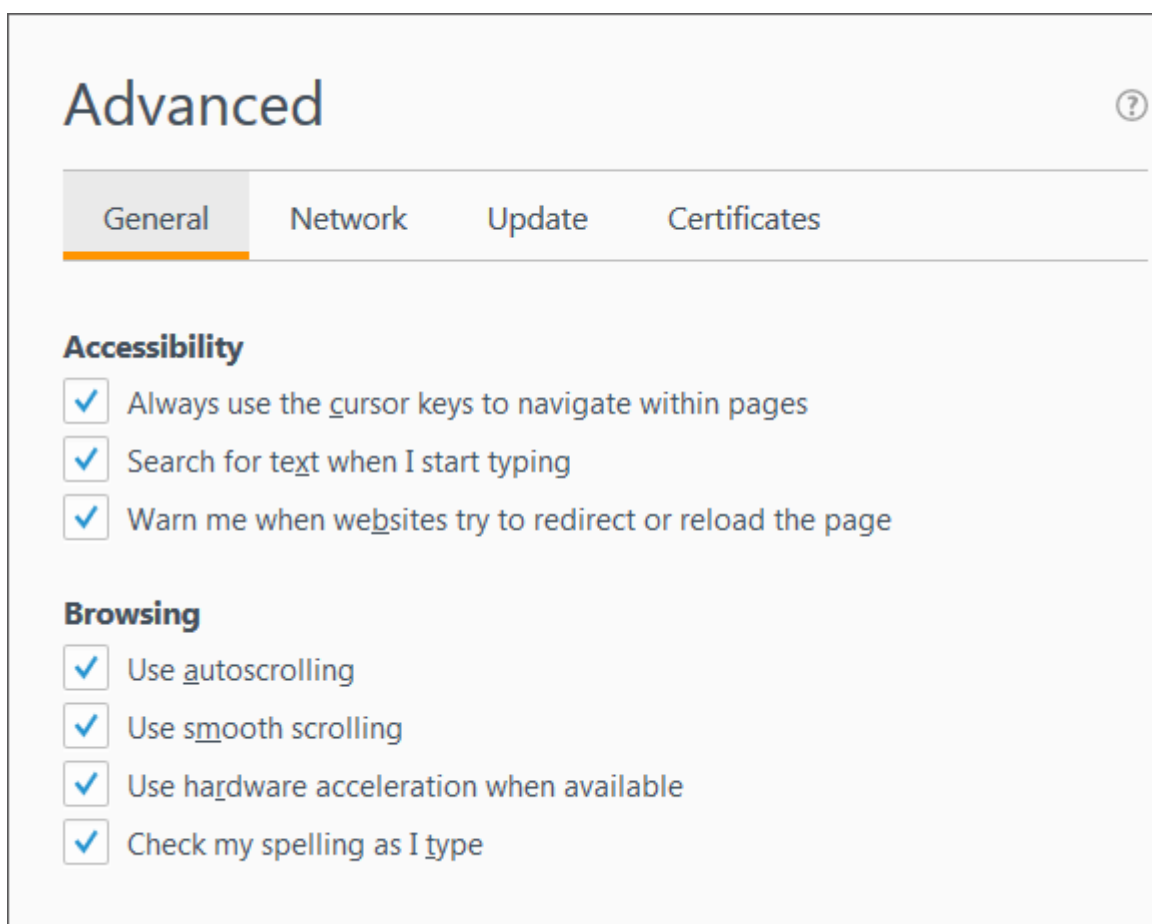 Advanced
?
General Network Update Certificates
Accessibility
Always use the cursor keys to navigate within pages
Search for text when I start typing
Warn me when websites try to redirect or reload the page
Browsing
Use autoscrolling
Use smooth scrolling
Use hardware acceleration when available
Check my spelling as I type